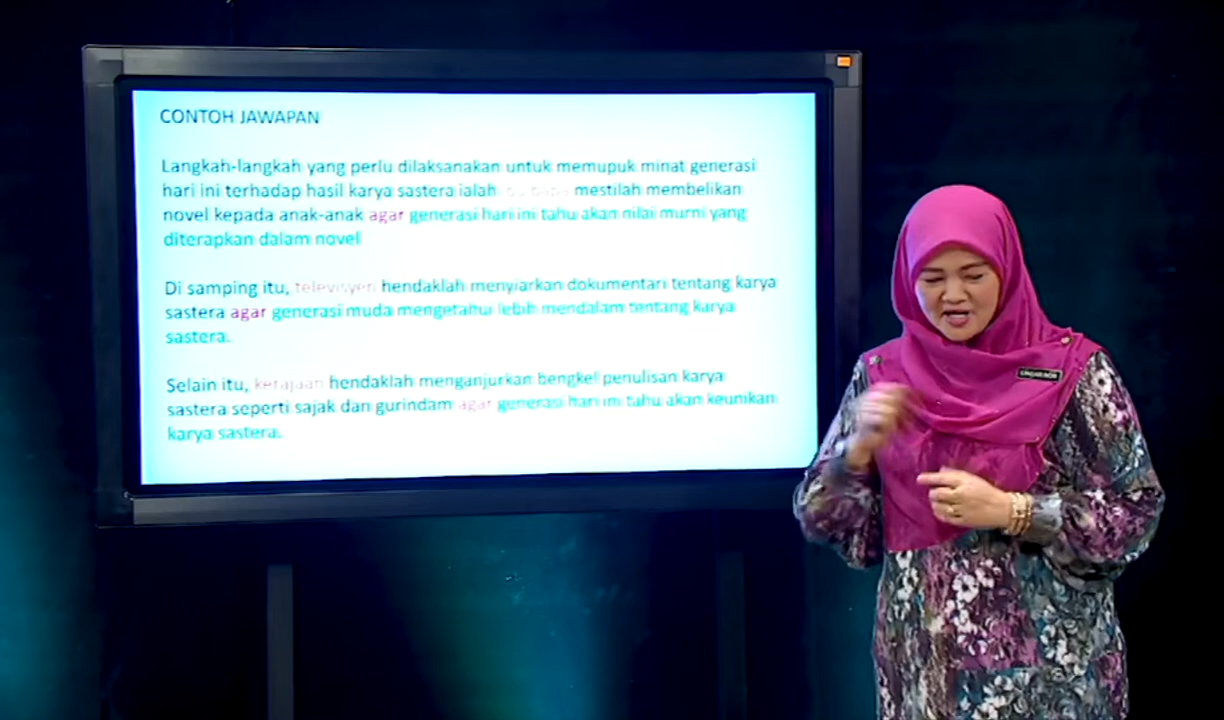 CONTOH JAWAPAN
Langkah-langkah yang perlu dilaksanakan untuk memupuk minat generasi
hari ini terhadap hasil karya sastera ialah ibu bapa mestilah membelikan
novel kepada anak-anak agar generasi hari ini tahu akan nilai murni yang
diterapkan dalam novel
Di samping itu, televisyen hendaklah menyiarkan dokumentari tentang karya
sastera agar generasi muda mengetahui lebih mendalam tentang karya
sastera.
Selain itu, kerajaan hendaklah menganjurkan bengkel penulisan karya
sastera seperti sajak dan gurindam agar generasi hari ini tahu akan keunikan
karya sastera.